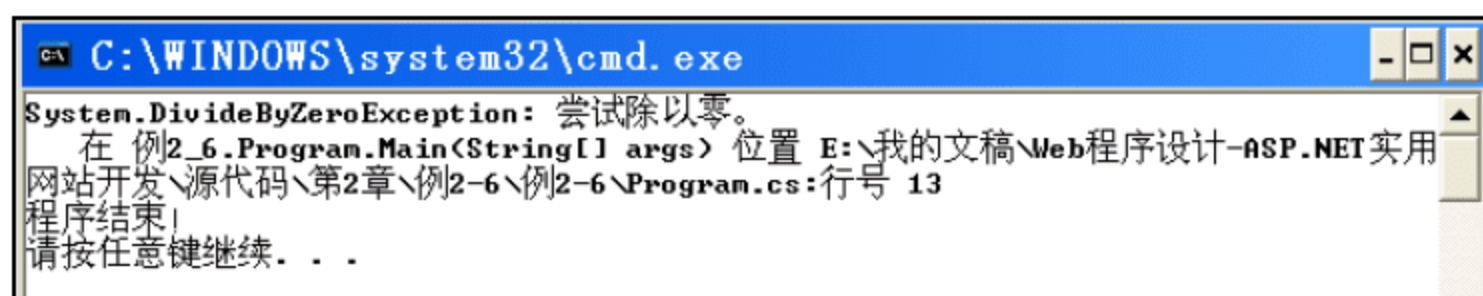 C:\WINDOWS\system32\cmd.exe
System.DivideByZeroException: 尝试除以零。
在 例2_6.Program.Main(String[] args) 位置 E:\我的文稿\Web程序设计-ASP.NET实用
网站开发\源代码\第2章\例2-6\例2-6\Program.cs:行号 13
程序结束!
请按任意键继续. . .